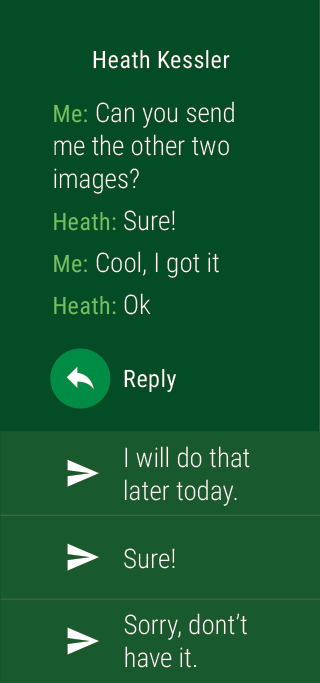 Heath Kessler
Me: Can you send
me the other two
images?
Heath: Sure!
Me: Cool, I got it
Heath: Ok
Reply
I will do that
later today.
Sure!
Sorry, dont’t
have it.